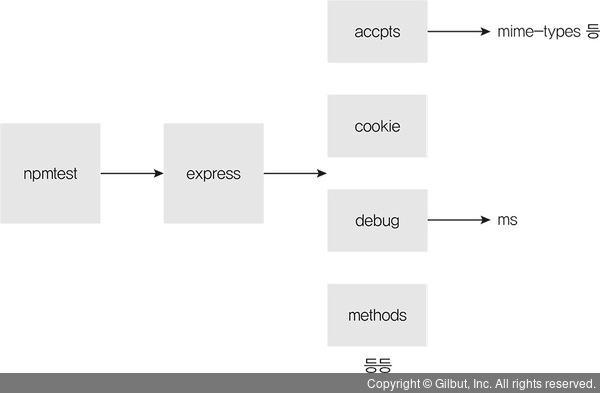 accpts
mime-types 등
cookie
npmtest
express
debug
ms
methods
등등
Copyright © Gilbut, Inc. All rights reserved.